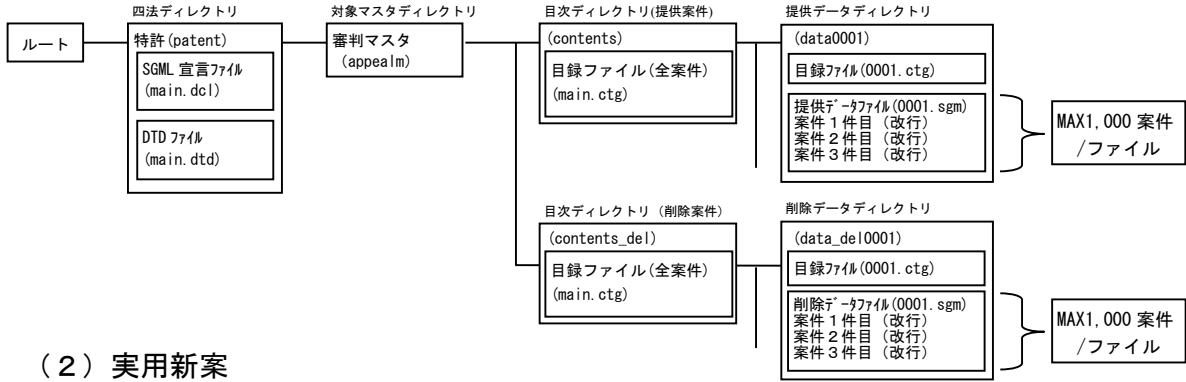 四法ディレクトリ
対象マスタディレクトリ
目次ディレクトリ(提供案件)
提供データディレクトリ
ルート
特許(patent)
SGML 宣言ﾌｧｲﾙ
(main.dcl)
DTD ﾌｧｲﾙ
(main.dtd)
審判マスタ
(appealm)
(contents)
目録ファイル(全案件)
(main.ctg)
(data0001)
目録ﾌｧｲﾙ(0001.ctg)
提供ﾃﾞｰﾀﾌｧｲﾙ(0001.sgm)
案件１件目（改行）
案件２件目（改行）
案件３件目（改行）
MAX1,000 案件
/ファイル
目次ディレクトリ（削除案件）
削除データディレクトリ
(contents_del)
目録ファイル(全案件)
(main.ctg)
(data_del0001)
目録ﾌｧｲﾙ(0001.ctg)
削除ﾃﾞｰﾀﾌｧｲﾙ(0001.sgm)
案件１件目（改行）
案件２件目（改行）
案件３件目（改行）
MAX1,000 案件
/ファイル
（２）実用新案